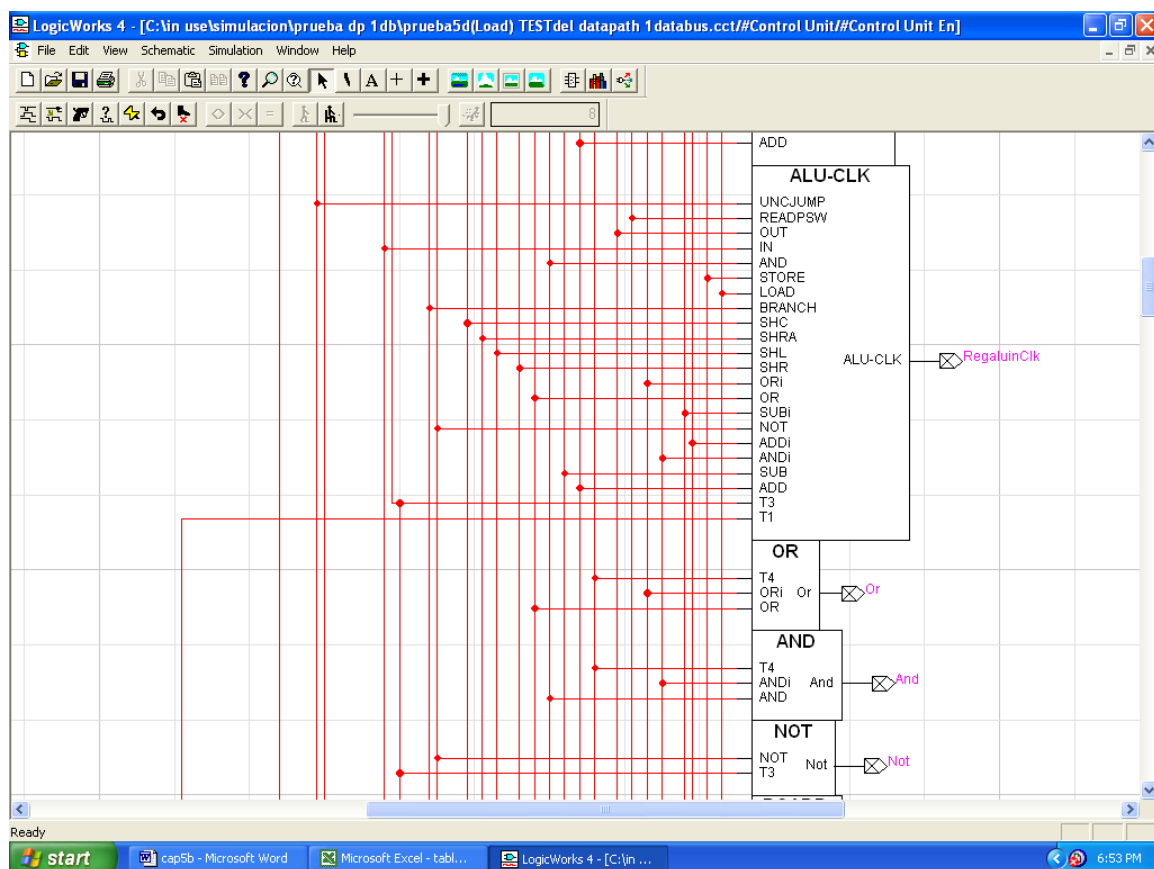 LogicWorks 4 - [C:\in use\simulacion\prueba dp 1db\prueba5d(Load) TESTdel datapath 1databus.cct/#Control Unit/#Control Unit En]
File Edit View Schematic Simulation Window Help
A
8
ADD
ALU-CLK
UNCJUMP
READPSW
OUT
IN
AND
STORE
LOAD
BRANCH
SHC
SHRA
SHL
ALU-CLK RegaluinClk
SHR
ORi
OR
SUBi
NOT
ADDi
ANDi
SUB
ADD
T3
T1
OR
T4
ORi Or Or
OR
AND
T4
ANDi And And
AND
NOT
NOT Not Not
T3
Ready
start cap5b - Microsoft Word Microsoft Excel - tabl... LogicWorks 4 - [C:\in ... 6:53 PM